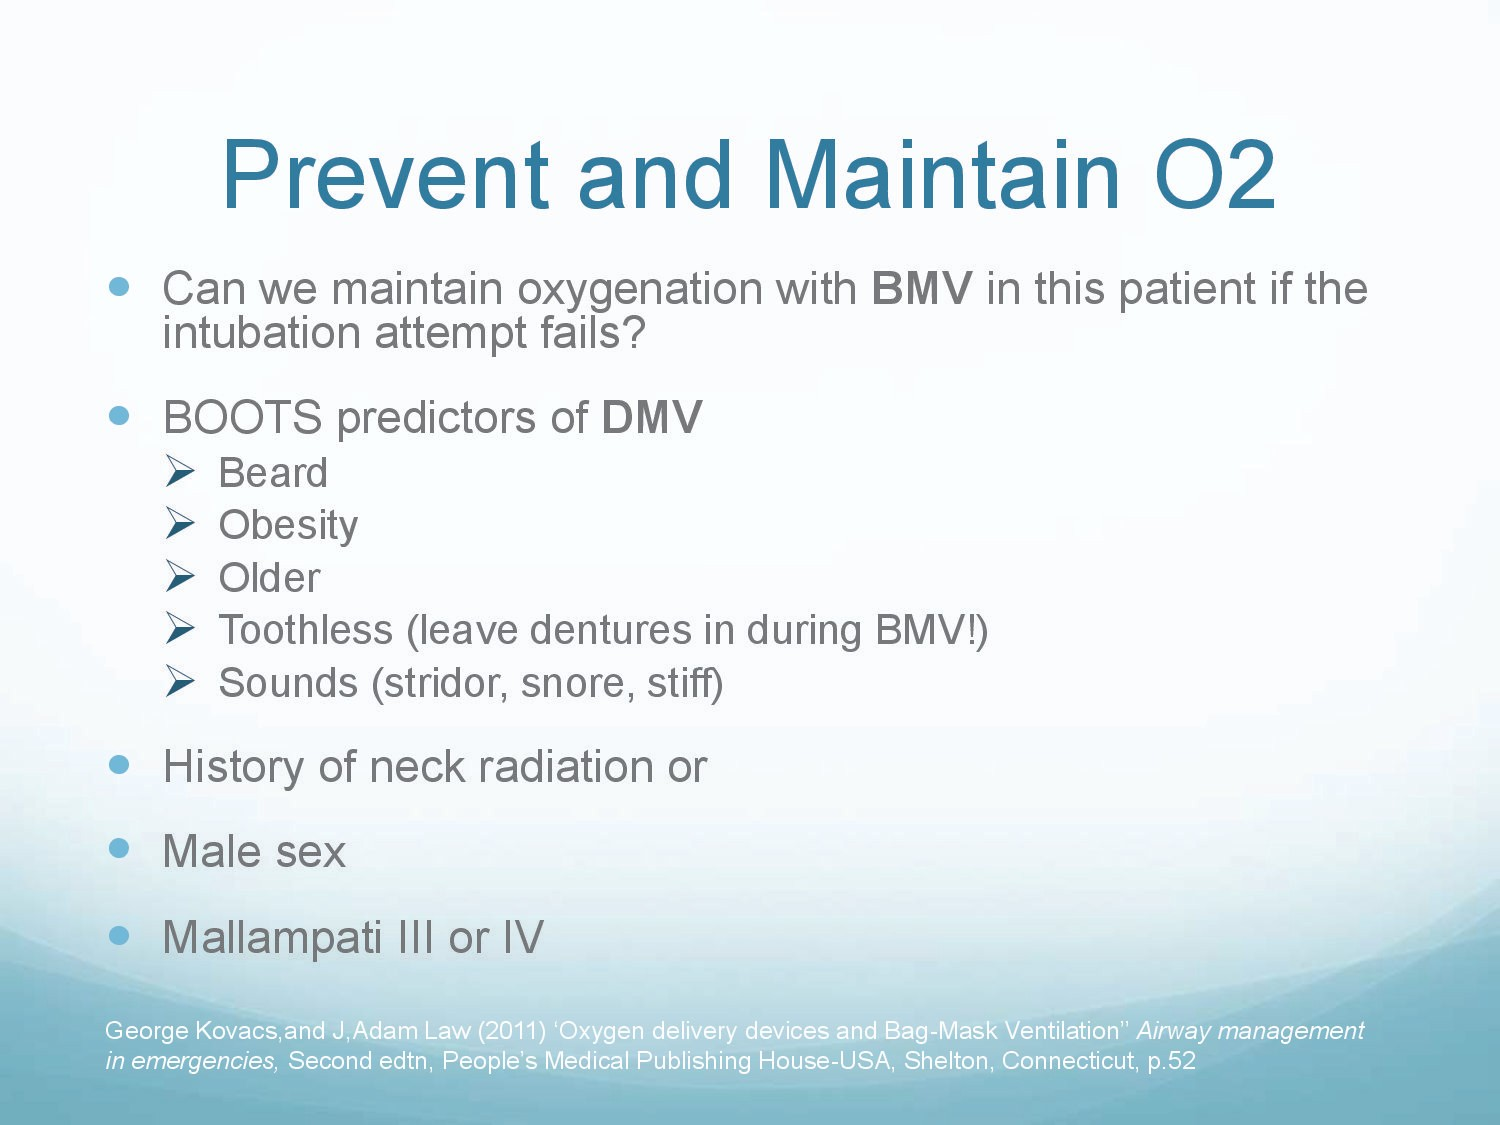 Prevent and Maintain O2
Can we maintain oxygenation with BMV in this patient if the
intubation attempt fails?
BOOTS predictors of DMV
Beard
Obesity
Older
Toothless (leave dentures in during BMV!)
Sounds (stridor, snore, stiff)
History of neck radiation or
Male sex
Mallampati III or IV
George Kovacs,and J,Adam Law (2011) ‘Oxygen delivery devices and Bag-Mask Ventilation” Airway management
in emergencies, Second edtn, People’s Medical Publishing House-USA, Shelton, Connecticut, p.52